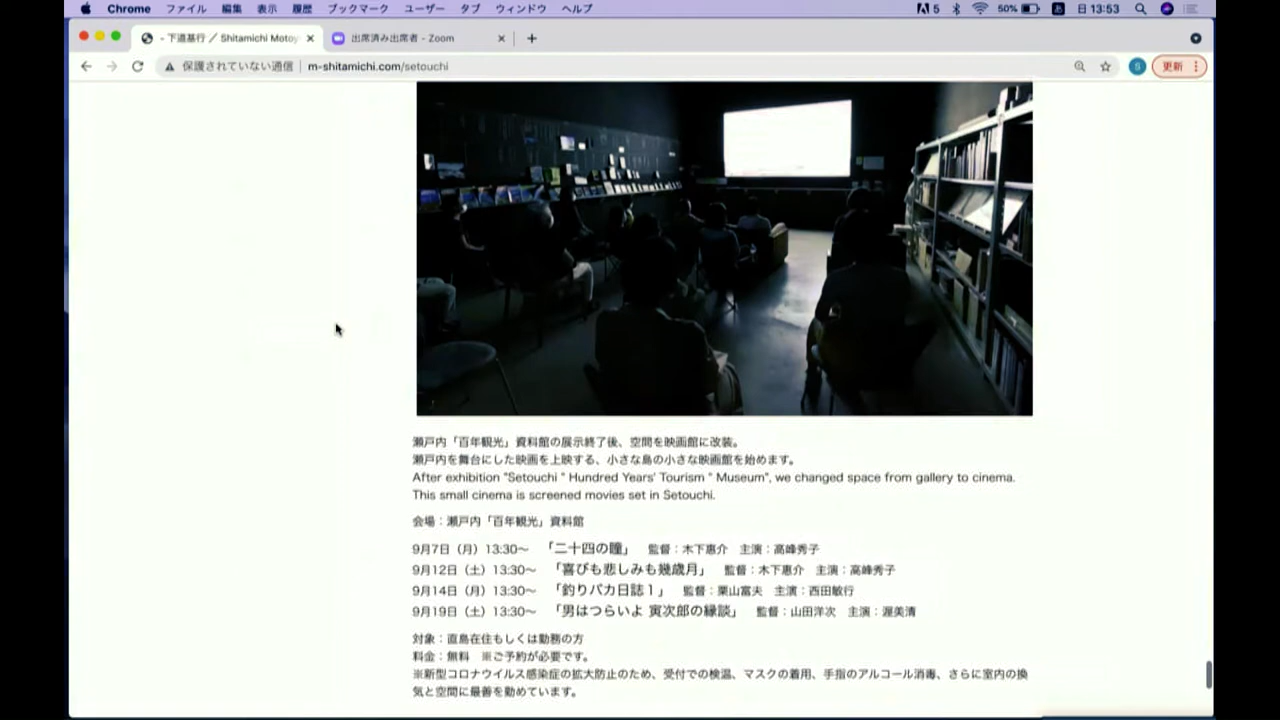 Chrome ファイル 編集 表示 履歴 ブックマーク ユーザー タブ ウィンドウ ヘルプ 5 50% あ 日 13:53
- 下道基行 ／ Shitamichi Motoy 出席済み出席者 - Zoom
保護されていない通信 m-shitamichi.com/setouchi S 更新
瀬戸内「百年観光」資料館の展示終了後、空間を映画館に改装。
瀬戸内を舞台にした映画を上映する、小さな島の小さな映画館を始めます。
After exhibition "Setouchi " Hundred Years' Tourism " Museum", we changed space from gallery to cinema.
This small cinema is screened movies set in Setouchi.
会場：瀬戸内「百年観光」資料館
9月7日（月）13:30〜 「二十四の瞳」 監督：木下恵介 主演：高峰秀子
9月12日（土）13:30〜 「喜びも悲しみも幾歳月」 監督：木下恵介 主演：高峰秀子
9月14日（月）13:30〜 「釣りバカ日誌１」 監督：栗山富夫 主演：西田敏行
9月19日（土）13:30〜 「男はつらいよ 寅次郎の縁談」 監督：山田洋次 主演：渥美清
対象：直島在住もしくは勤務の方
料金：無料 ※ご予約が必要です。
※新型コロナウイルス感染症の拡大防止のため、受付での検温、マスクの着用、手指のアルコール消毒、さらに室内の換
気と空間に最善を勤めています。